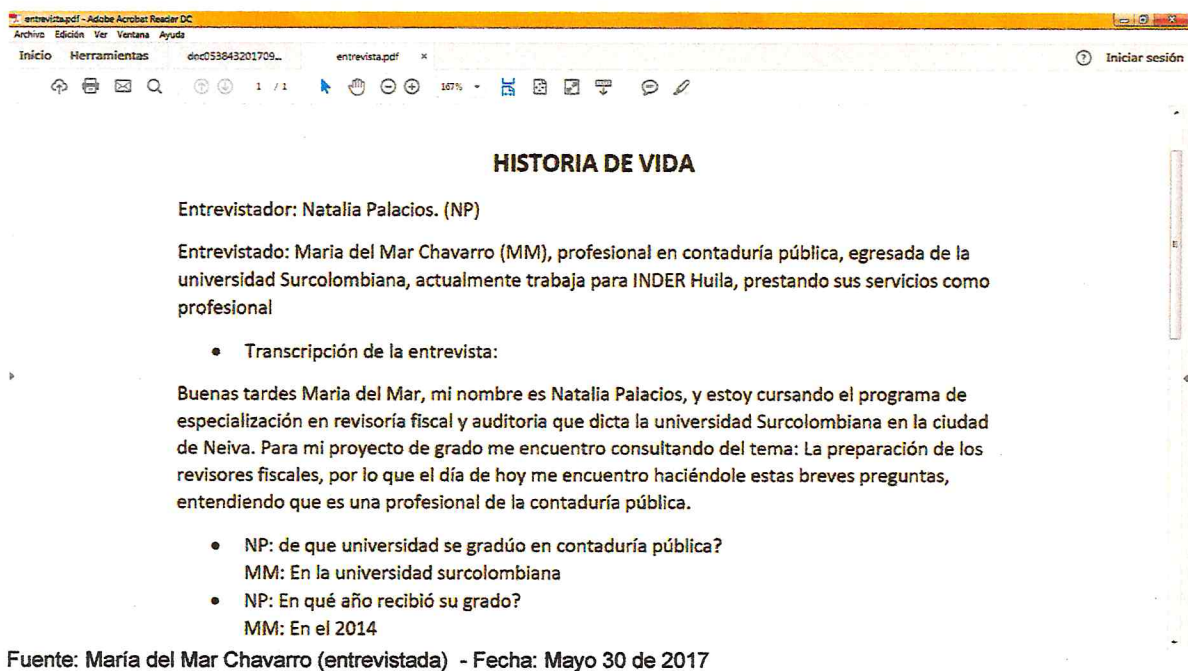 entrevista.pdf - Adobe Acrobat Reader DC
Archivo Edición Ver Ventana Ayuda
Inicio Herramientas doc053843201709... entrevista.pdf × Iniciar sesión
1 / 1 167%
HISTORIA DE VIDA
Entrevistador: Natalia Palacios. (NP)
Entrevistado: Maria del Mar Chavarro (MM), profesional en contaduría pública, egresada de la
universidad Surcolombiana, actualmente trabaja para INDER Huila, prestando sus servicios como
profesional
• Transcripción de la entrevista:
Buenas tardes Maria del Mar, mi nombre es Natalia Palacios, y estoy cursando el programa de
especialización en revisoría fiscal y auditoria que dicta la universidad Surcolombiana en la ciudad
de Neiva. Para mi proyecto de grado me encuentro consultando del tema: La preparación de los
revisores fiscales, por lo que el día de hoy me encuentro haciéndole estas breves preguntas,
entendiendo que es una profesional de la contaduría pública.
• NP: de que universidad se gradúo en contaduría pública?
MM: En la universidad surcolombiana
• NP: En qué año recibió su grado?
MM: En el 2014
Fuente: María del Mar Chavarro (entrevistada) - Fecha: Mayo 30 de 2017